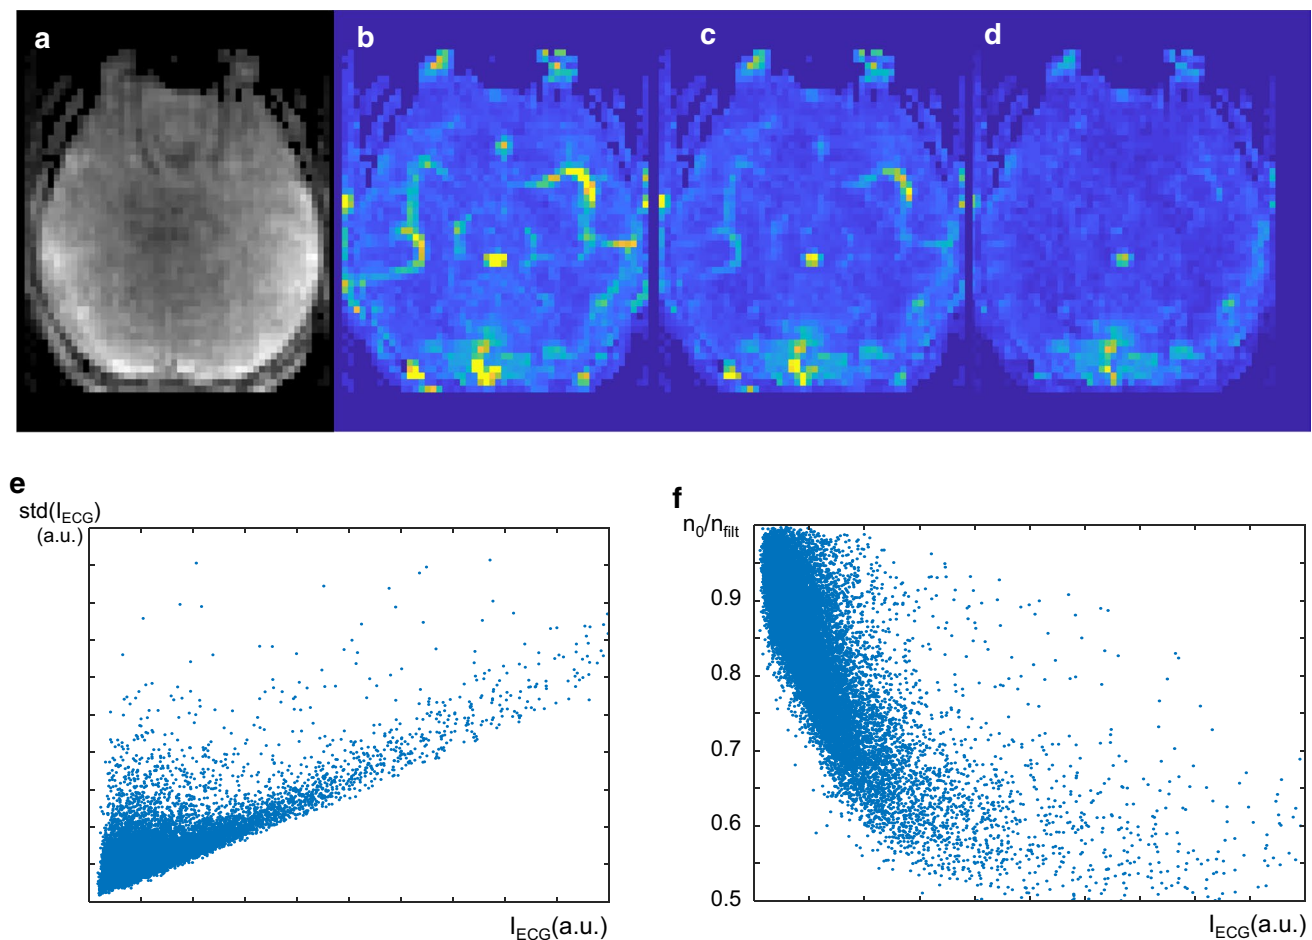 a
b
c
d
e
std(I_ECG)
(a.u.)
I_ECG(a.u.)
f
n_0/n_filt
0.9
0.8
0.7
0.6
0.5
I_ECG(a.u.)